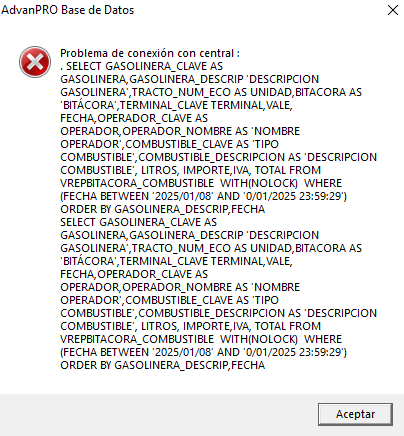 AdvanPRO Base de Datos
Problema de conexión con central :
. SELECT GASOLINERA_CLAVE AS
GASOLINERA,GASOLINERA_DESCRIP 'DESCRIPCION
GASOLINERA',TRACTO_NUM_ECO AS UNIDAD,BITACORA AS
'BITÁCORA',TERMINAL_CLAVE TERMINAL,VALE,
FECHA,OPERADOR_CLAVE AS
OPERADOR,OPERADOR_NOMBRE AS 'NOMBRE
OPERADOR',COMBUSTIBLE_CLAVE AS 'TIPO
COMBUSTIBLE',COMBUSTIBLE_DESCRIPCION AS 'DESCRIPCION
COMBUSTIBLE', LITROS, IMPORTE,IVA, TOTAL FROM
VREPBITACORA_COMBUSTIBLE  WITH(NOLOCK)  WHERE
(FECHA BETWEEN '2025/01/08' AND '0/01/2025 23:59:29')
ORDER BY GASOLINERA_DESCRIP,FECHA
SELECT GASOLINERA_CLAVE AS
GASOLINERA,GASOLINERA_DESCRIP 'DESCRIPCION
GASOLINERA',TRACTO_NUM_ECO AS UNIDAD,BITACORA AS
'BITÁCORA',TERMINAL_CLAVE TERMINAL,VALE,
FECHA,OPERADOR_CLAVE AS
OPERADOR,OPERADOR_NOMBRE AS 'NOMBRE
OPERADOR',COMBUSTIBLE_CLAVE AS 'TIPO
COMBUSTIBLE',COMBUSTIBLE_DESCRIPCION AS 'DESCRIPCION
COMBUSTIBLE', LITROS, IMPORTE,IVA, TOTAL FROM
VREPBITACORA_COMBUSTIBLE  WITH(NOLOCK)  WHERE
(FECHA BETWEEN '2025/01/08' AND '0/01/2025 23:59:29')
ORDER BY GASOLINERA_DESCRIP,FECHA
Aceptar